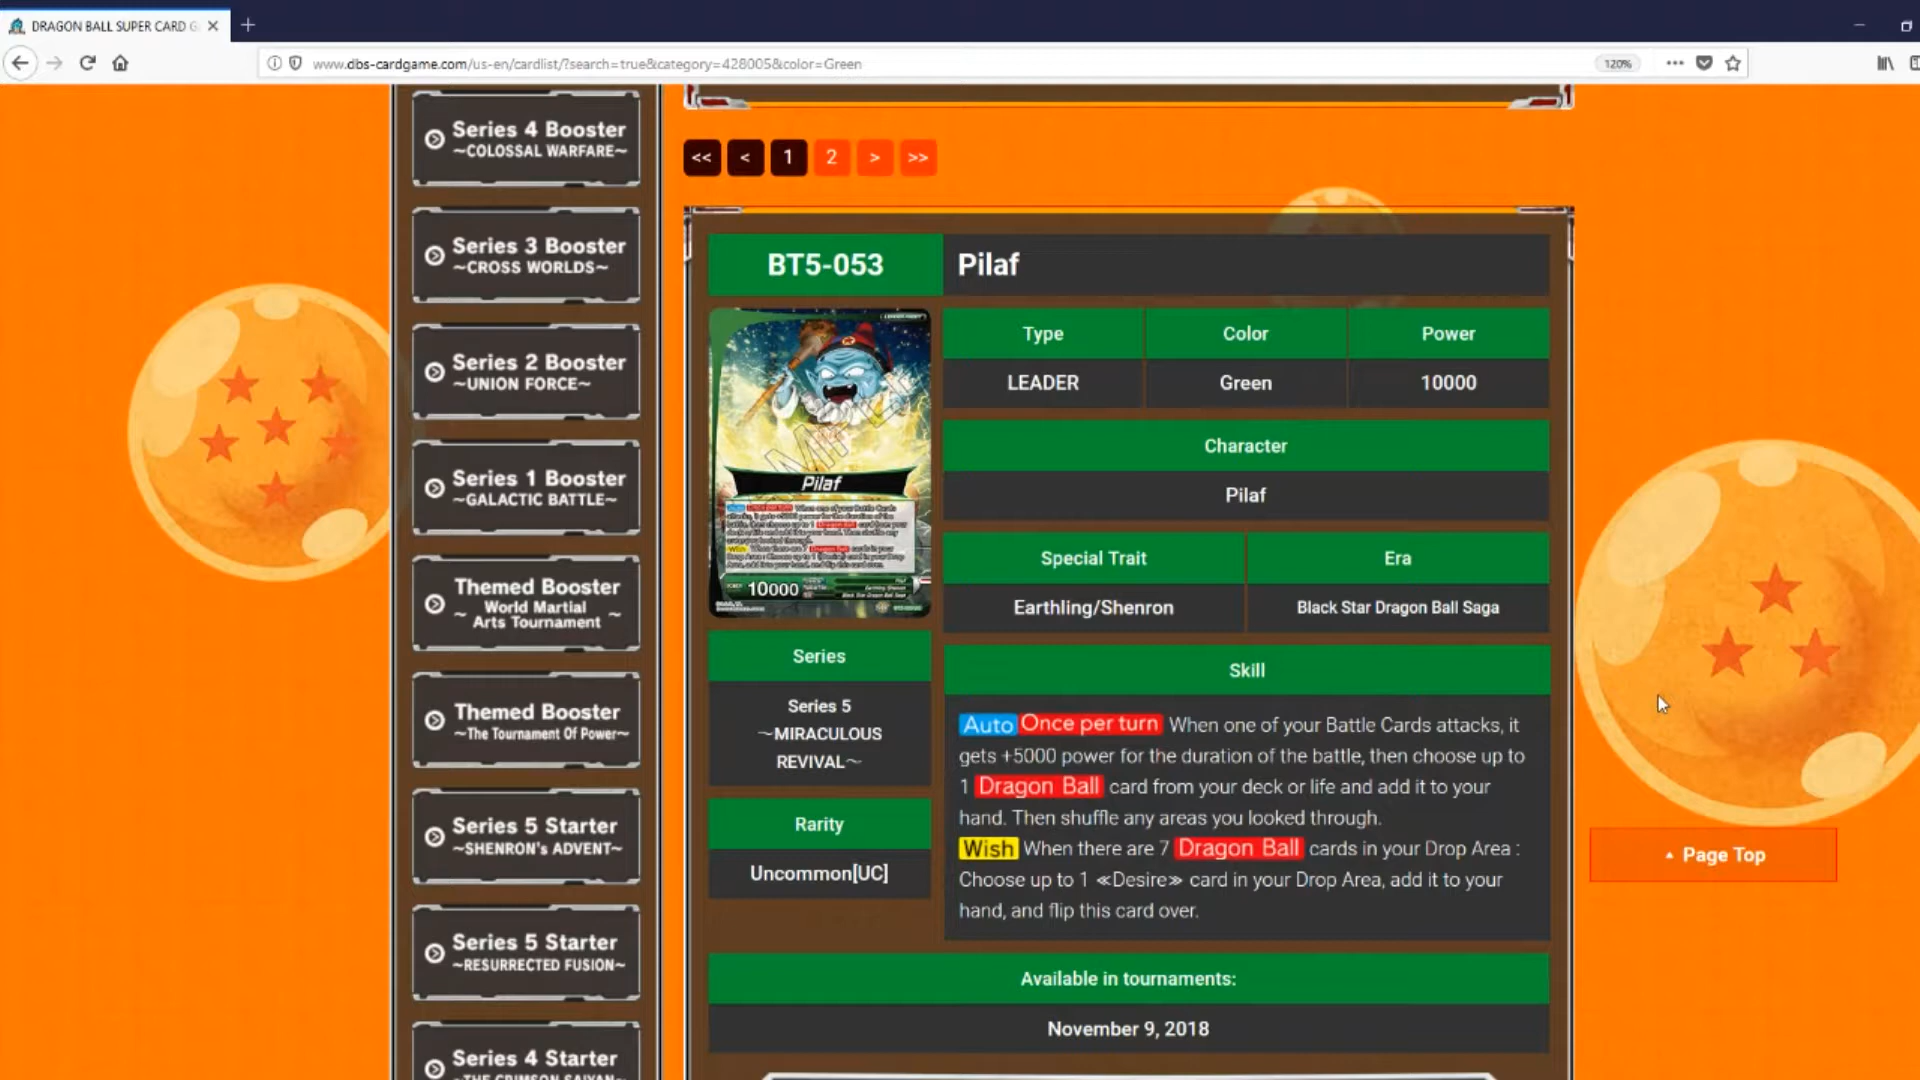 DRAGON BALL SUPER CARD G
www.dbs-cardgame.com/us-en/cardlist/?search=true&category=428005&color=Green
120%
Series 4 Booster
~COLOSSAL WARFARE~
Series 3 Booster
~CROSS WORLDS~
Series 2 Booster
~UNION FORCE~
Series 1 Booster
~GALACTIC BATTLE~
Themed Booster
~ World Martial
Arts Tournament ~
Themed Booster
~The Tournament Of Power~
Series 5 Starter
~SHENRON's ADVENT~
Series 5 Starter
~RESURRECTED FUSION~
Series 4 Starter
~THE CRIMSON SAIYAN~
<< < 1 2 > >>
BT5-053
Pilaf
Pilaf
10000
Type
Color
Power
LEADER
Green
10000
Character
Pilaf
Special Trait
Era
Earthling/Shenron
Black Star Dragon Ball Saga
Series
Series 5
～MIRACULOUS
REVIVAL～
Rarity
Uncommon[UC]
Skill
Auto Once per turn When one of your Battle Cards attacks, it
gets +5000 power for the duration of the battle, then choose up to
1 Dragon Ball card from your deck or life and add it to your
hand. Then shuffle any areas you looked through.
Wish When there are 7 Dragon Ball cards in your Drop Area :
Choose up to 1 ≪Desire≫ card in your Drop Area, add it to your
hand, and flip this card over.
Available in tournaments:
November 9, 2018
Page Top